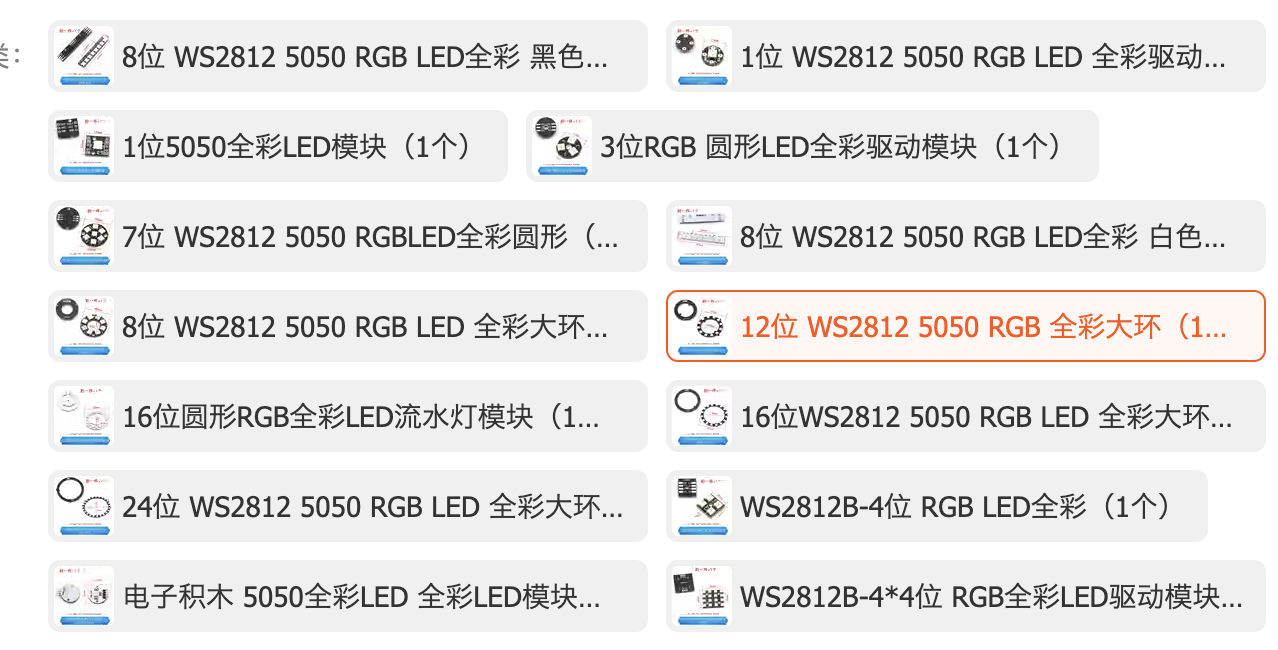 类：
8位 WS2812 5050 RGB LED全彩 黑色...
1位 WS2812 5050 RGB LED 全彩驱动...
1位5050全彩LED模块（1个）
3位RGB 圆形LED全彩驱动模块（1个）
7位 WS2812 5050 RGBLED全彩圆形（...
8位 WS2812 5050 RGB LED全彩 白色...
8位 WS2812 5050 RGB LED 全彩大环...
12位 WS2812 5050 RGB 全彩大环（1...
16位圆形RGB全彩LED流水灯模块（1...
16位WS2812 5050 RGB LED 全彩大环...
24位 WS2812 5050 RGB LED 全彩大环...
WS2812B-4位 RGB LED全彩（1个）
电子积木 5050全彩LED 全彩LED模块...
WS2812B-4*4位 RGB全彩LED驱动模块...